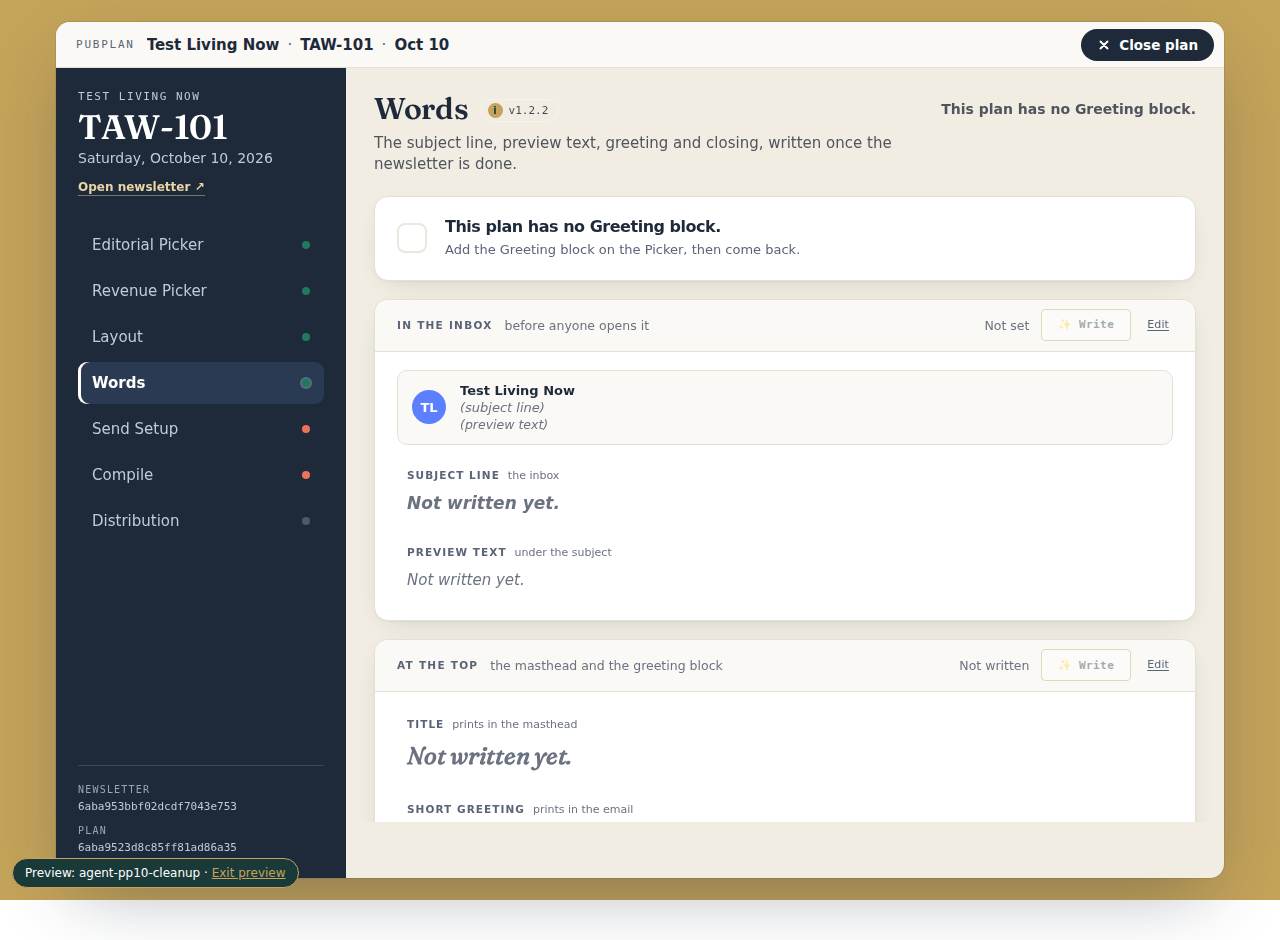 PUBPLAN Test Living Now · TAW-101 · Oct 10
✕ Close plan
TEST LIVING NOW
TAW-101
Saturday, October 10, 2026
Open newsletter ↗
Editorial Picker
Revenue Picker
Layout
Words
Send Setup
Compile
Distribution
NEWSLETTER
6aba953bbf02dcdf7043e753
PLAN
6aba9523d8c85ff81ad86a35
Preview: agent-pp10-cleanup · Exit preview
Words i v1.2.2
This plan has no Greeting block.
The subject line, preview text, greeting and closing, written once the
newsletter is done.
This plan has no Greeting block.
Add the Greeting block on the Picker, then come back.
IN THE INBOX before anyone opens it Not set ✨ Write Edit
TL
Test Living Now
(subject line)
(preview text)
SUBJECT LINE the inbox
Not written yet.
PREVIEW TEXT under the subject
Not written yet.
AT THE TOP the masthead and the greeting block Not written ✨ Write Edit
TITLE prints in the masthead
Not written yet.
SHORT GREETING prints in the email